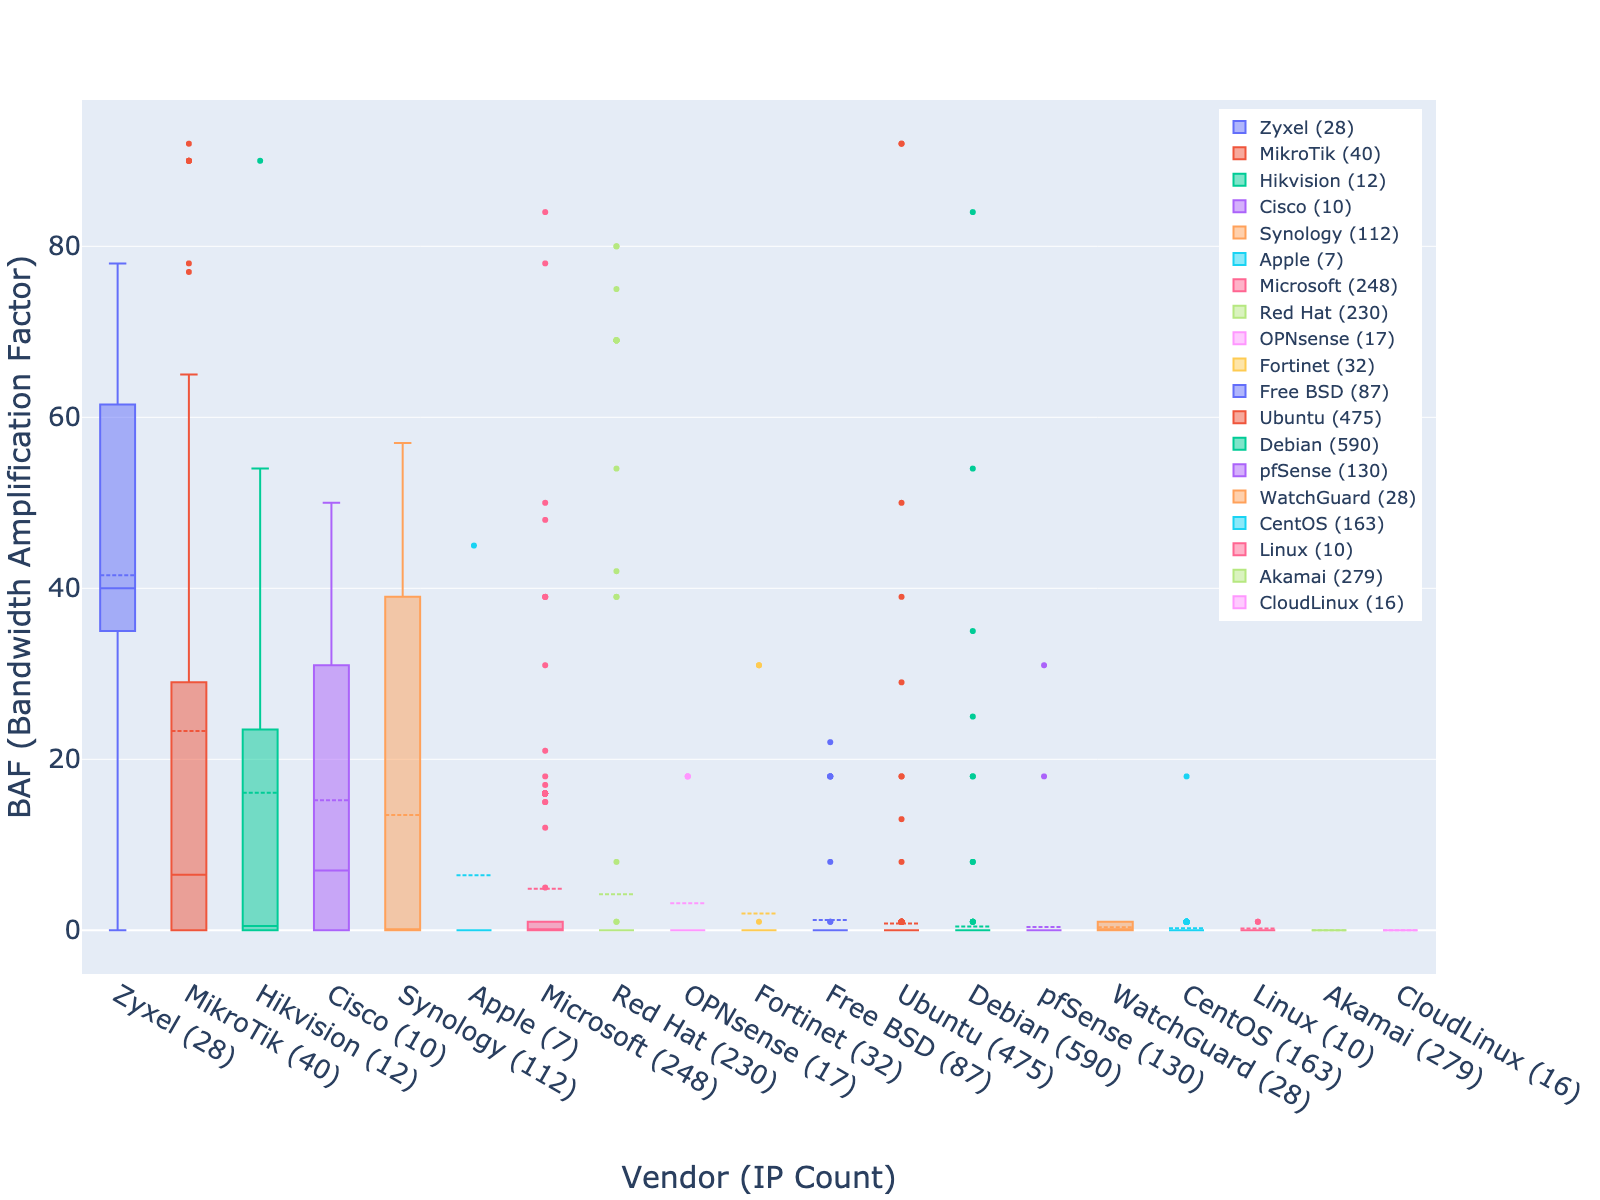 BAF (Bandwidth Amplification Factor)
80
60
40
20
0
Zyxel (28)
MikroTik (40)
Hikvision (12)
Cisco (10)
Synology (112)
Apple (7)
Microsoft (248)
Red Hat (230)
OPNsense (17)
Fortinet (32)
Free BSD (87)
Ubuntu (475)
Debian (590)
pfSense (130)
WatchGuard (28)
CentOS (163)
Linux (10)
Akamai (279)
CloudLinux (16)
Zyxel (28)
MikroTik (40)
Hikvision (12)
Cisco (10)
Synology (112)
Apple (7)
Microsoft (248)
Red Hat (230)
OPNsense (17)
Fortinet (32)
Free BSD (87)
Ubuntu (475)
Debian (590)
pfSense (130)
WatchGuard (28)
CentOS (163)
Linux (10)
Akamai (279)
CloudLinux (16)
Vendor (IP Count)